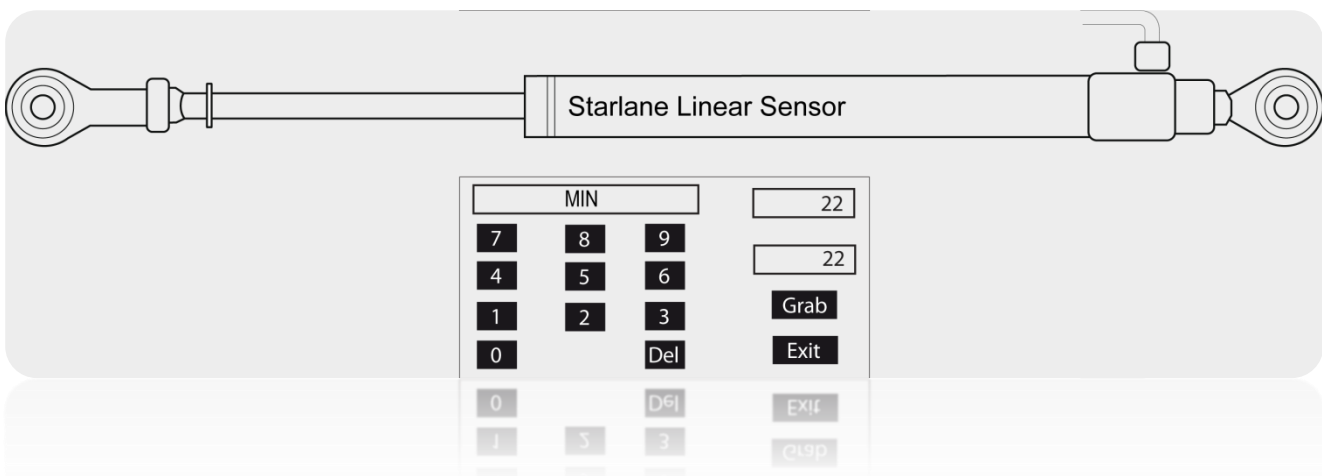 Starlane Linear Sensor
MIN 22
7 8 9
22
4 5 6
Grab
1 2 3
0 Del Exit